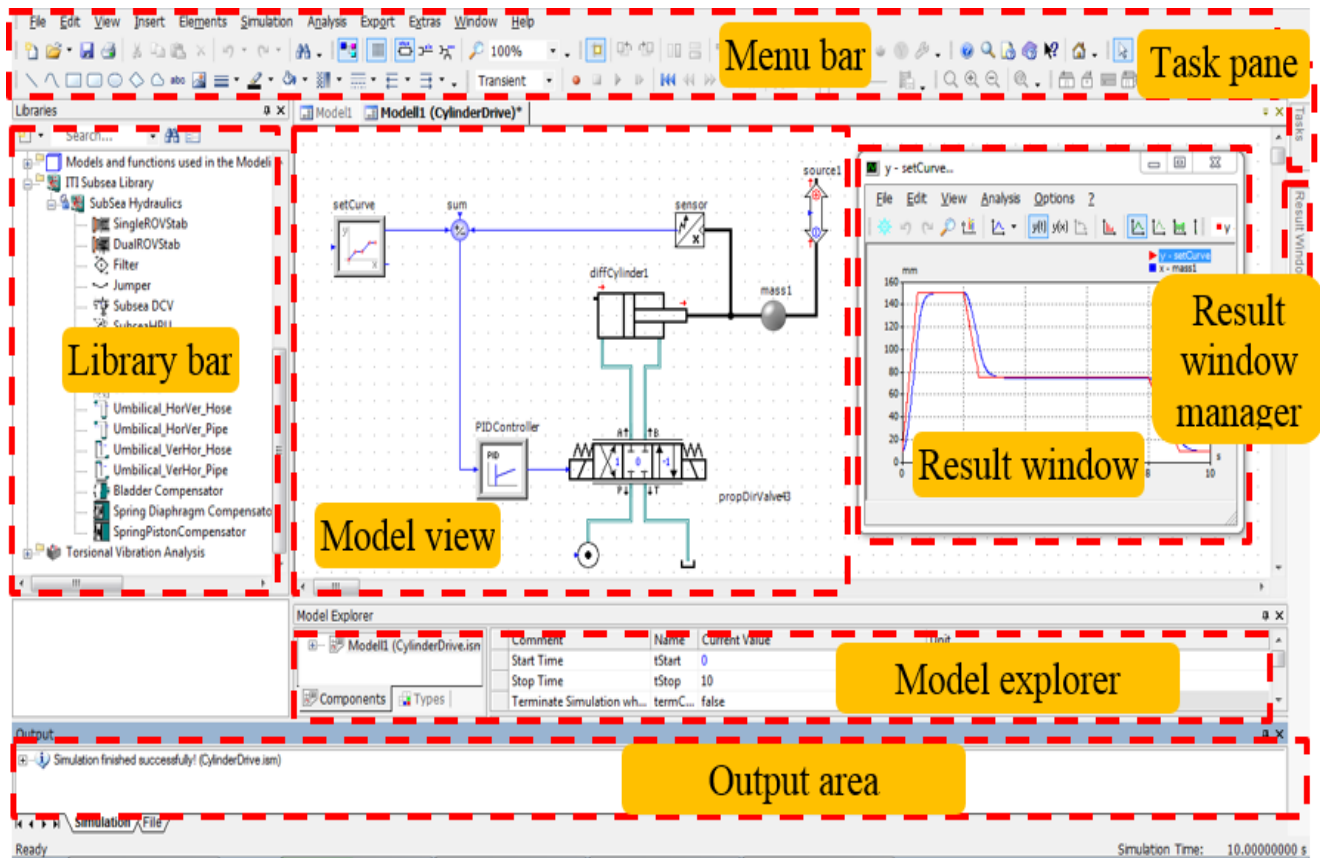 File Edit View Insert Elements Simulation Analysis Export Extras Window Help
100%
Menu bar
Task pane
abc
Transient
Libraries
Model1 Modell1 (CylinderDrive)*
Tasks
Search...
Models and functions used in the Modeli
ITI Subsea Library
SubSea Hydraulics
SingleROVStab
DualROVStab
Filter
Jumper
Subsea DCV
SubseaHPU
Library bar
Umbilical_HorVer_Hose
Umbilical_HorVer_Pipe
Umbilical_VerHor_Hose
Umbilical_VerHor_Pipe
Bladder Compensator
Spring Diaphragm Compensato
SpringPistonCompensator
Torsional Vibration Analysis
setCurve
y
x
sum
sensor
x
source1
diffCylinder1
mass1
PIDController
PID
A B
1 0 -1
P T
propDirValve43
Model view
y - setCurve...
File Edit View Analysis Options ?
y(t) y(x)
y
y - setCurve
x - mass1
mm
160
140
120
100
80
60
40
20
0
0
8
10
s
Result window
Result Windo
Result
window
manager
Model Explorer
Modell1 (CylinderDrive.isn
Components Types
Comment Name Current Value Unit
Start Time tStart 0
Stop Time tStop 10
Terminate Simulation wh... termC... false
Model explorer
Output
Simulation finished successfully! (CylinderDrive.ism)
Output area
Simulation File
Ready
Simulation Time: 10.00000000 s